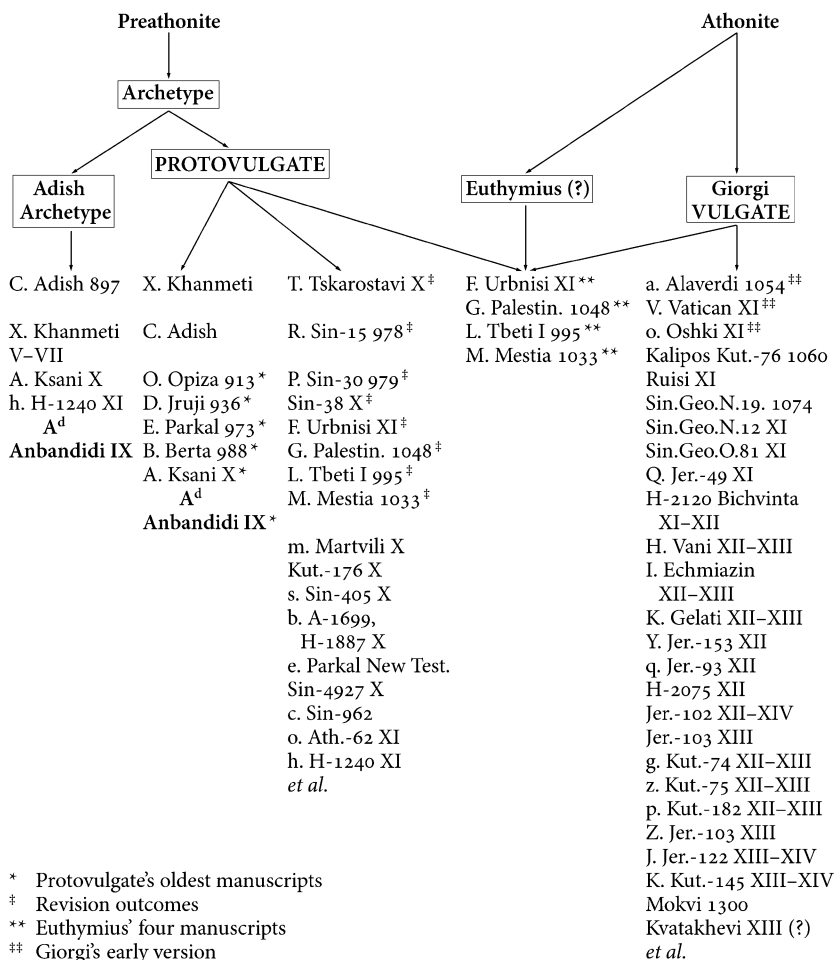 Preathonite
Athonite
Archetype
PROTOVULGATE
Adish
Archetype
Euthymius (?)
Giorgi
VULGATE
C. Adish 897
X. Khanmeti
V–VII
A. Ksani X
h. H-1240 XI
Aᵈ
Anbandidi IX
X. Khanmeti
C. Adish
O. Opiza 913*
D. Jruji 936*
E. Parkal 973*
B. Berta 988*
A. Ksani X*
Aᵈ
Anbandidi IX*
T. Tskarostavi X‡
R. Sin-15 978‡
P. Sin-30 979‡
Sin-38 X‡
F. Urbnisi XI‡
G. Palestin. 1048‡
L. Tbeti I 995‡
M. Mestia 1033‡
m. Martvili X
Kut.-176 X
s. Sin-405 X
b. A-1699,
H-1887 X
e. Parkal New Test.
Sin-4927 X
c. Sin-962
o. Ath.-62 XI
h. H-1240 XI
et al.
F. Urbnisi XI**
G. Palestin. 1048**
L. Tbeti I 995**
M. Mestia 1033**
a. Alaverdi 1054‡‡
V. Vatican XI‡‡
o. Oshki XI‡‡
Kalipos Kut.-76 1060
Ruisi XI
Sin.Geo.N.19. 1074
Sin.Geo.N.12 XI
Sin.Geo.O.81 XI
Q. Jer.-49 XI
H-2120 Bichvinta
XI–XII
H. Vani XII–XIII
I. Echmiazin
XII–XIII
K. Gelati XII–XIII
Y. Jer.-153 XII
q. Jer.-93 XII
H-2075 XII
Jer.-102 XII–XIV
Jer.-103 XIII
g. Kut.-74 XII–XIII
z. Kut.-75 XII–XIII
p. Kut.-182 XII–XIII
Z. Jer.-103 XIII
J. Jer.-122 XIII–XIV
K. Kut.-145 XIII–XIV
Mokvi 1300
Kvatakhevi XIII (?)
et al.
* Protovulgate's oldest manuscripts
‡ Revision outcomes
** Euthymius' four manuscripts
‡‡ Giorgi's early version